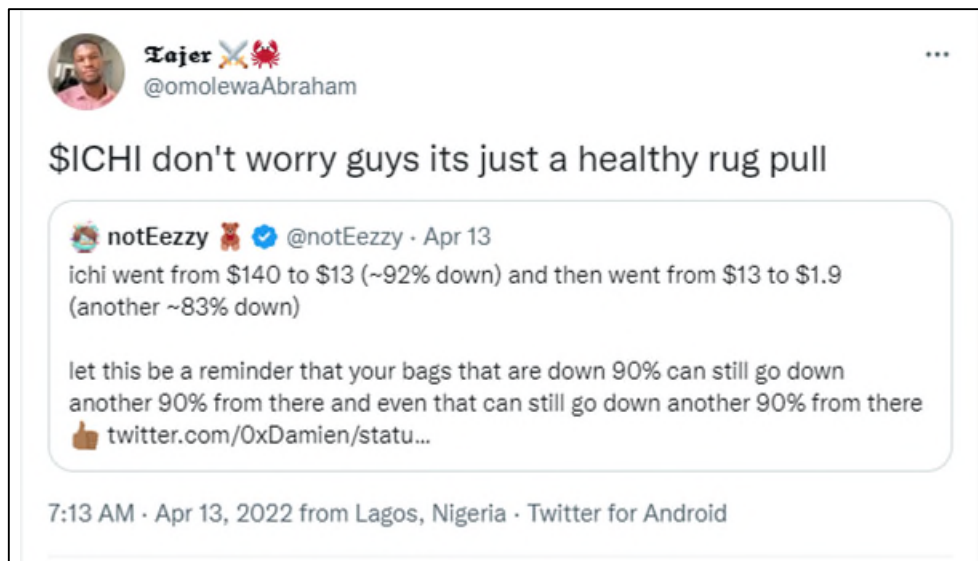 𝕿ajer ⚔️🦀
@omolewaAbraham
$ICHI don't worry guys its just a healthy rug pull
notEezzy 🧸 @notEezzy · Apr 13
ichi went from $140 to $13 (~92% down) and then went from $13 to $1.9
(another ~83% down)
let this be a reminder that your bags that are down 90% can still go down
another 90% from there and even that can still go down another 90% from there
👍🏾 twitter.com/0xDamien/statu...
7:13 AM · Apr 13, 2022 from Lagos, Nigeria · Twitter for Android